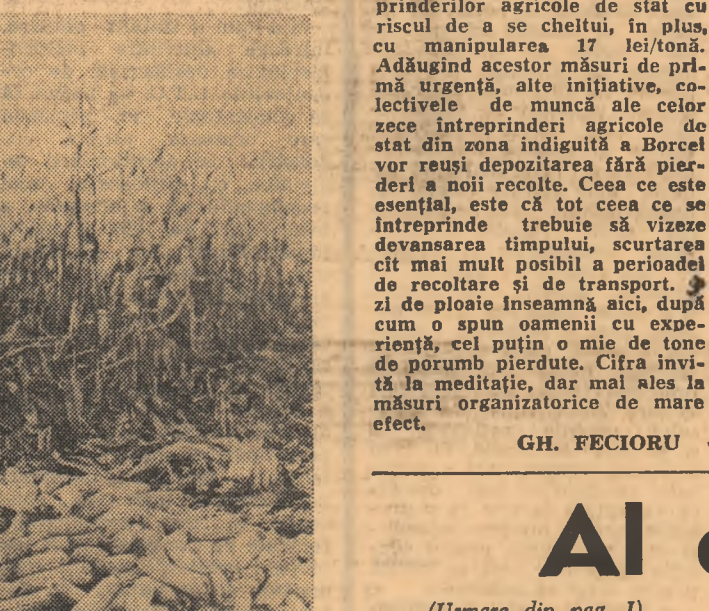 prinderilor agricole de stat cu
riscul de a se cheltui, în plus,
cu manipularea 17 lei/tonă.
Adăugind acestor măsuri de pri-
mă urgență, alte inițiative, co-
lectivele de muncă ale celor
zece întreprinderi agricole de
stat din zona indiguită a Borcei
vor reuși depozitarea fără pier-
deri a noii recolte. Ceea ce este
esențial, este că tot ceea ce se
întreprinde trebuie să vizeze
devansarea timpului, scurtarea
cît mai mult posibil a perioadei
de recoltare și de transport.
zi de ploaie înseamnă aici, după
cum o spun oamenii cu expe-
riență, cel puțin o mie de tone
de porumb pierdute. Cifra invi-
tă la meditație, dar mai ales la
măsuri organizatorice de mare
efect.
GH. FECIORU
Al
(Urmare din pag. I)